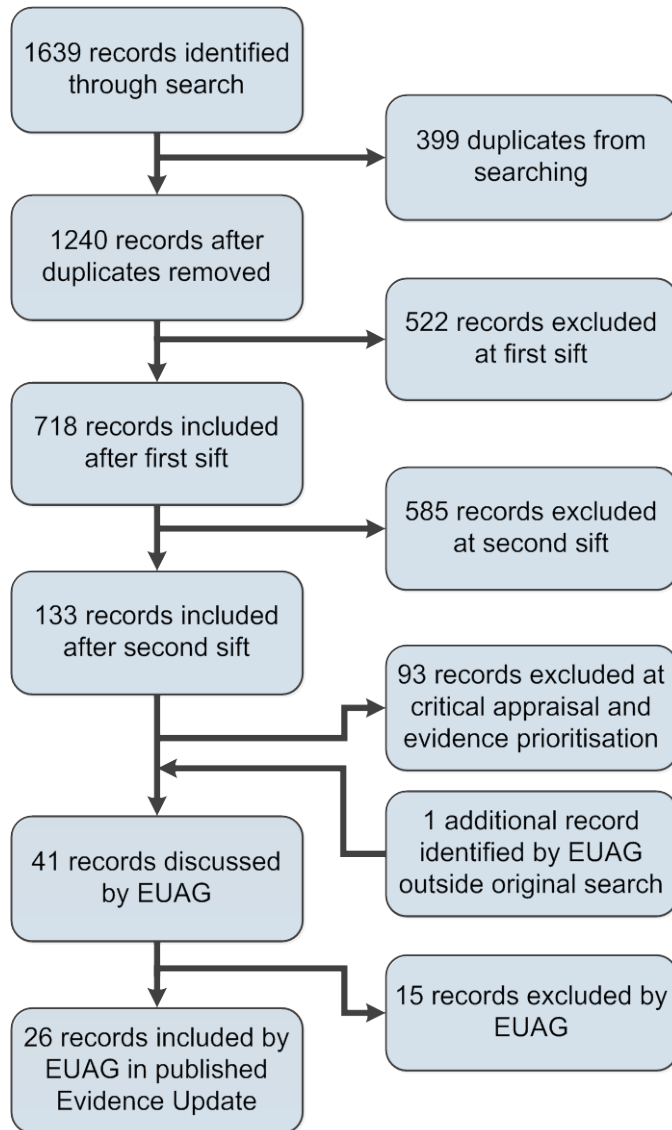 1639 records identified
through search
399 duplicates from
searching
1240 records after
duplicates removed
522 records excluded
at first sift
718 records included
after first sift
585 records excluded
at second sift
133 records included
after second sift
93 records excluded at
critical appraisal and
evidence prioritisation
1 additional record
identified by EUAG
outside original search
41 records discussed
by EUAG
15 records excluded by
EUAG
26 records included by
EUAG in published
Evidence Update